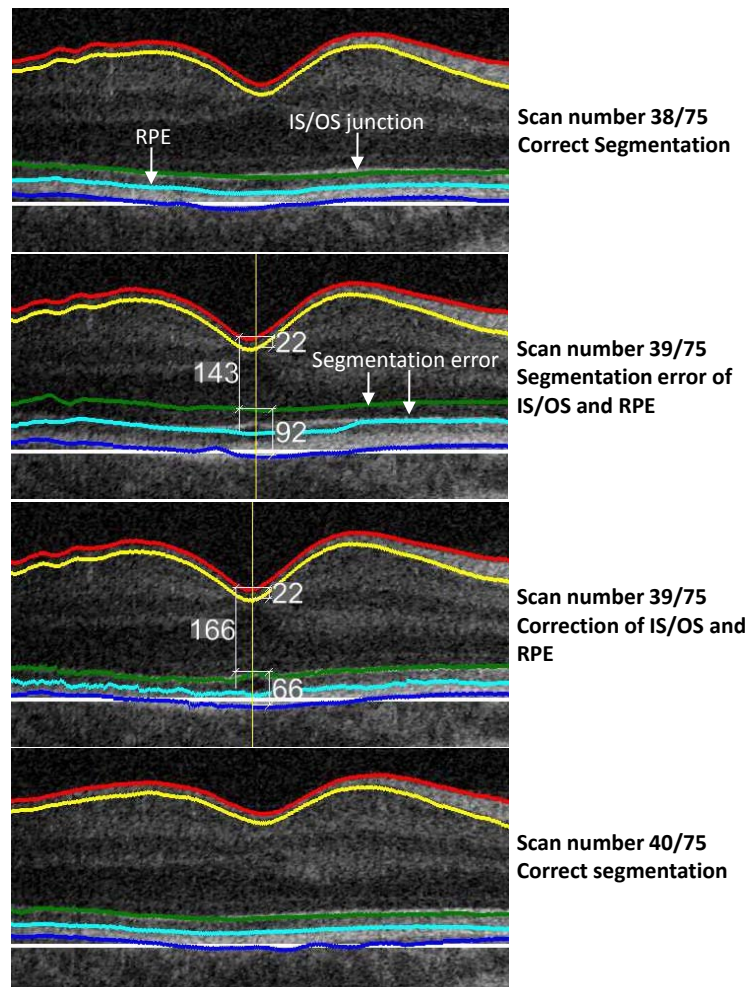 RPE
IS/OS junction
Scan number 38/75
Correct Segmentation
22
143
Segmentation error
92
Scan number 39/75
Segmentation error of
IS/OS and RPE
22
166
66
Scan number 39/75
Correction of IS/OS and
RPE
Scan number 40/75
Correct segmentation